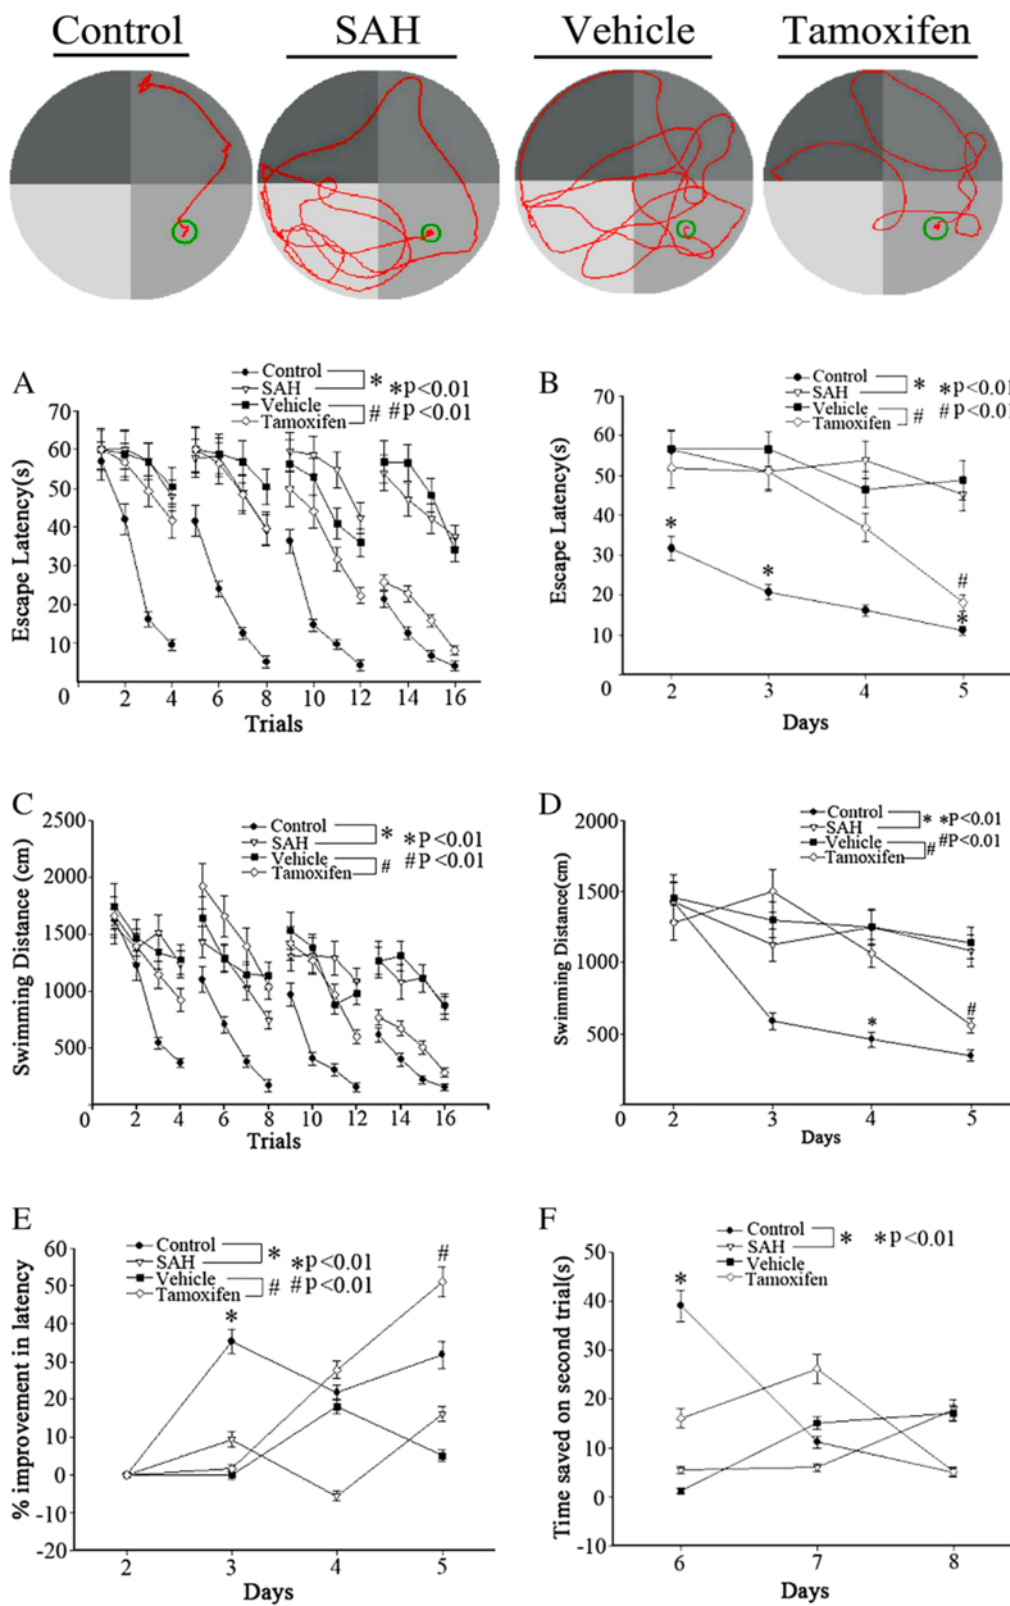 Control SAH Vehicle Tamoxifen
A
Control
SAH
Vehicle
Tamoxifen
*
*p<0.01
# #p<0.01
Escape Latency(s)
70
60
50
40
30
20
10
0
2 4 6 8 10 12 14 16
Trials
B
Control
SAH
Vehicle
Tamoxifen
* *p<0.01
# #p<0.01
Escape Latency(s)
70
60
50
40
30
20
10
0
*
*
#
*
2 3 4 5
Days
C
Control
SAH
Vehicle
Tamoxifen
* *P<0.01
#P<0.01
#
Swimming Distance (cm)
2500
2000
1500
1000
500
0
2 4 6 8 10 12 14 16
Trials
D
Control
SAH
Vehicle
Tamoxifen
* *P<0.01
#P<0.01
#
Swimming Distance(cm)
2000
1500
1000
500
0
*
#
2 3 4 5
Days
E
Control
SAH
Vehicle
Tamoxifen
*
*p<0.01
# #p<0.01
% improvement in latency
60
50
40
30
20
10
0
-10
-20
*
#
2 3 4 5
Days
F
Control
SAH
Vehicle
Tamoxifen
* *p<0.01
Time saved on second trial(s)
50
40
30
20
10
0
-10
*
6 7 8
Days